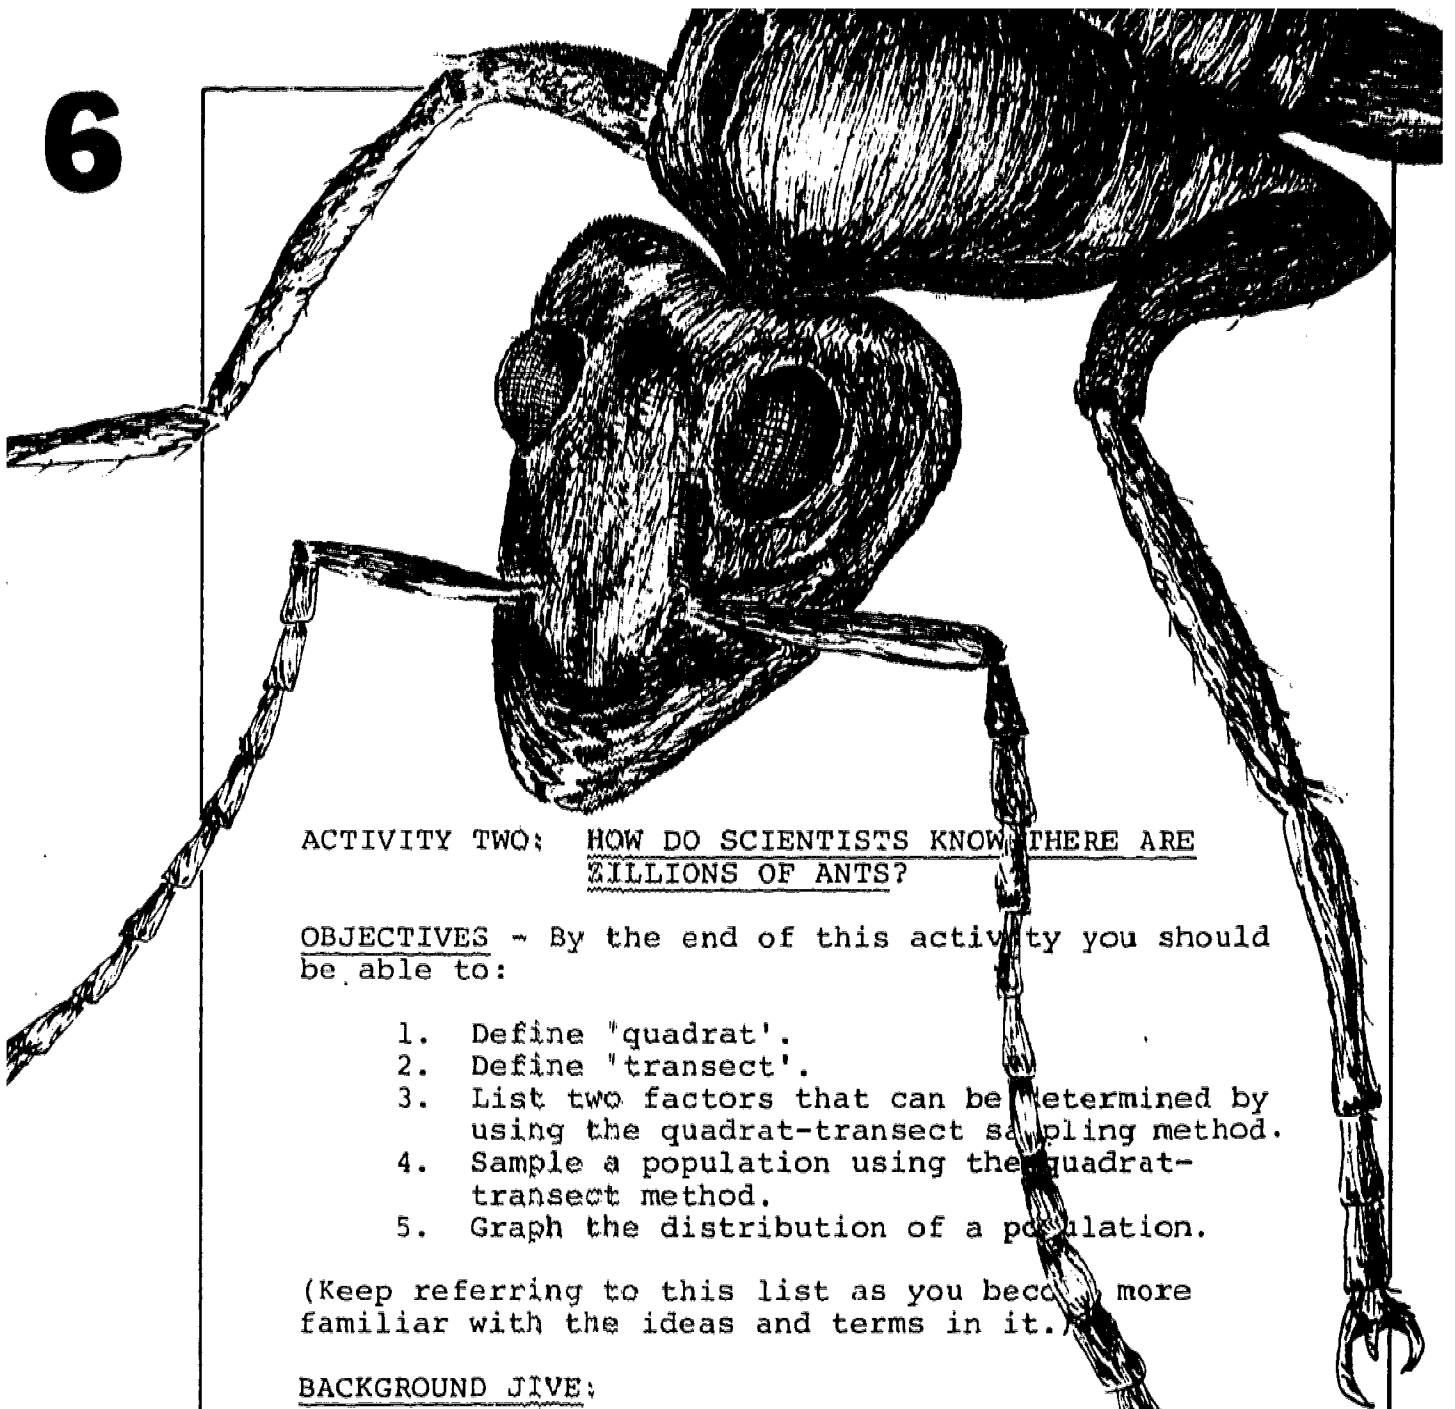 6
ACTIVITY TWO: HOW DO SCIENTISTS KNOW THERE ARE
ZILLIONS OF ANTS?
OBJECTIVES - By the end of this activity you should
be able to:
1. Define "quadrat'.
2. Define "transect'.
3. List two factors that can be determined by
using the quadrat-transect sampling method.
4. Sample a population using the quadrat-
transect method.
5. Graph the distribution of a population.
(Keep referring to this list as you become more
familiar with the ideas and terms in it.)
BACKGROUND JIVE: